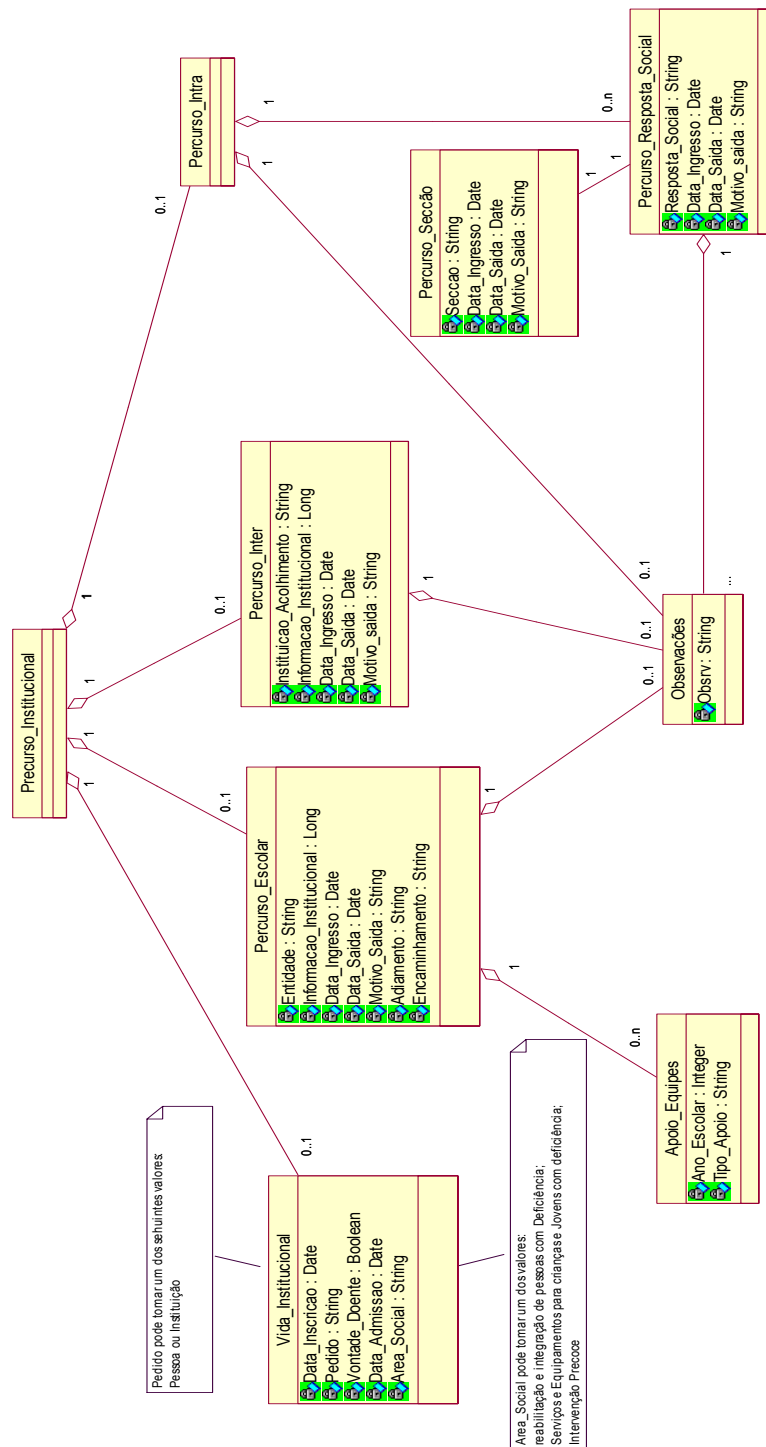 Precurso_Institucional
1
1
1
1
0..1
0..1
0..1
0..1
Pedido pode tomar um dos sehuintes valores:
Pessoa ou Instituição
Vida_Institucional
Data_Inscricao : Date
Pedido : String
Vontade_Doente : Boolean
Data_Admissao : Date
Area_Social : String
Area_Social pode tomar um dos valores:
reabilitação e integração de pessoas com Deficiência;
Serviços e Equipamentos para crianças e Jovens com deficiência;
Intervenção Precoce
Percurso_Escolar
Entidade : String
Informacao_Institucional : Long
Data_Ingresso : Date
Data_Saida : Date
Motivo_Saida : String
Adiamento : String
Encaminhamento : String
1
1
Percurso_Inter
Instituicao_Acolhimento : String
Informacao_Institucional : Long
Data_Ingresso : Date
Data_Saida : Date
Motivo_saida : String
1
Percurso_Intra
1
1
Percurso_Secção
Seccao : String
Data_Ingresso : Date
Data_Saida : Date
Motivo_Saida : String
1
1
0..n
Apoio_Equipes
Ano_Escolar : Integer
Tipo_Apoio : String
0..n
Observacões
Obsrv: String
0..1
0..1
0..1
...
Percurso_Resposta_Social
Resposta_Social : String
Data_Ingresso : Date
Data_Saida : Date
Motivo_saida : String
1